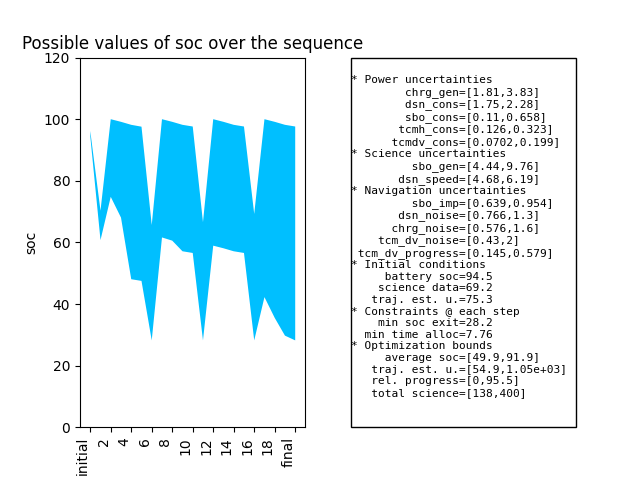 Possible values of soc over the sequence
120
100
80
60
40
20
0
soc
initial
2
4
6
8
10
12
14
16
18
final
* Power uncertainties
chrg_gen=[1.81,3.83]
dsn_cons=[1.75,2.28]
sbo_cons=[0.11,0.658]
tcmh_cons=[0.126,0.323]
tcmdv_cons=[0.0702,0.199]
* Science uncertainties
sbo_gen=[4.44,9.76]
dsn_speed=[4.68,6.19]
* Navigation uncertainties
sbo_imp=[0.639,0.954]
dsn_noise=[0.766,1.3]
chrg_noise=[0.576,1.6]
tcm_dv_noise=[0.43,2]
tcm_dv_progress=[0.145,0.579]
* Initial conditions
battery soc=94.5
science data=69.2
traj. est. u.=75.3
* Constraints @ each step
min soc exit=28.2
min time alloc=7.76
* Optimization bounds
average soc=[49.9,91.9]
traj. est. u.=[54.9,1.05e+03]
rel. progress=[0,95.5]
total science=[138,400]